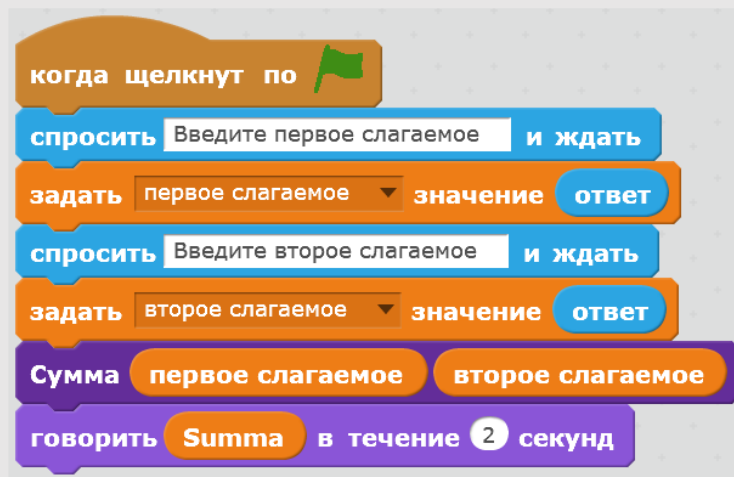 когда щелкнут по
спросить Введите первое слагаемое и ждать
задать первое слагаемое значение ответ
спросить Введите второе слагаемое и ждать
задать второе слагаемое значение ответ
Сумма первое слагаемое второе слагаемое
говорить Summa в течение 2 секунд